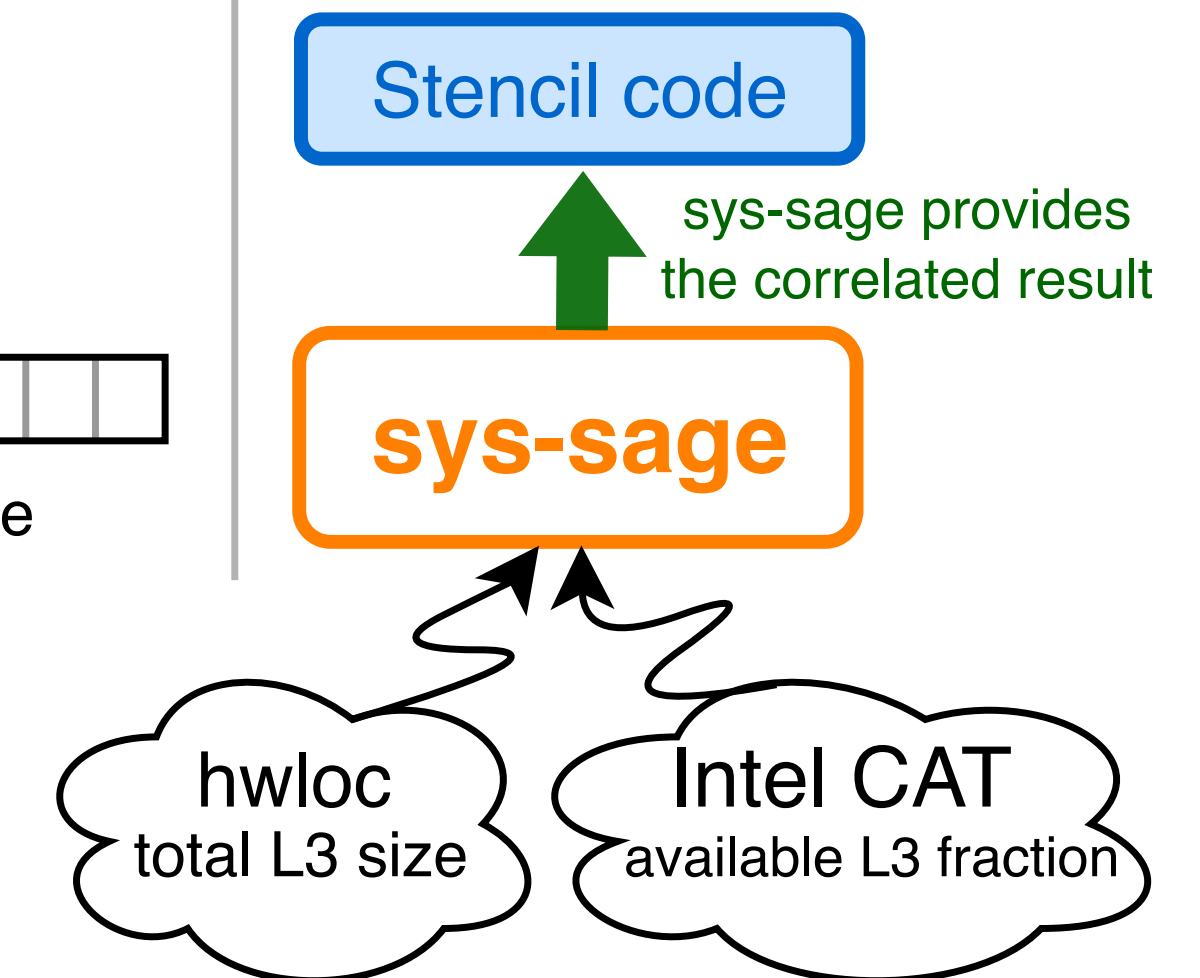 Stencil code
sys-sage provides
the correlated result
sys-sage
e
hwloc
total L3 size
Intel CAT
available L3 fraction